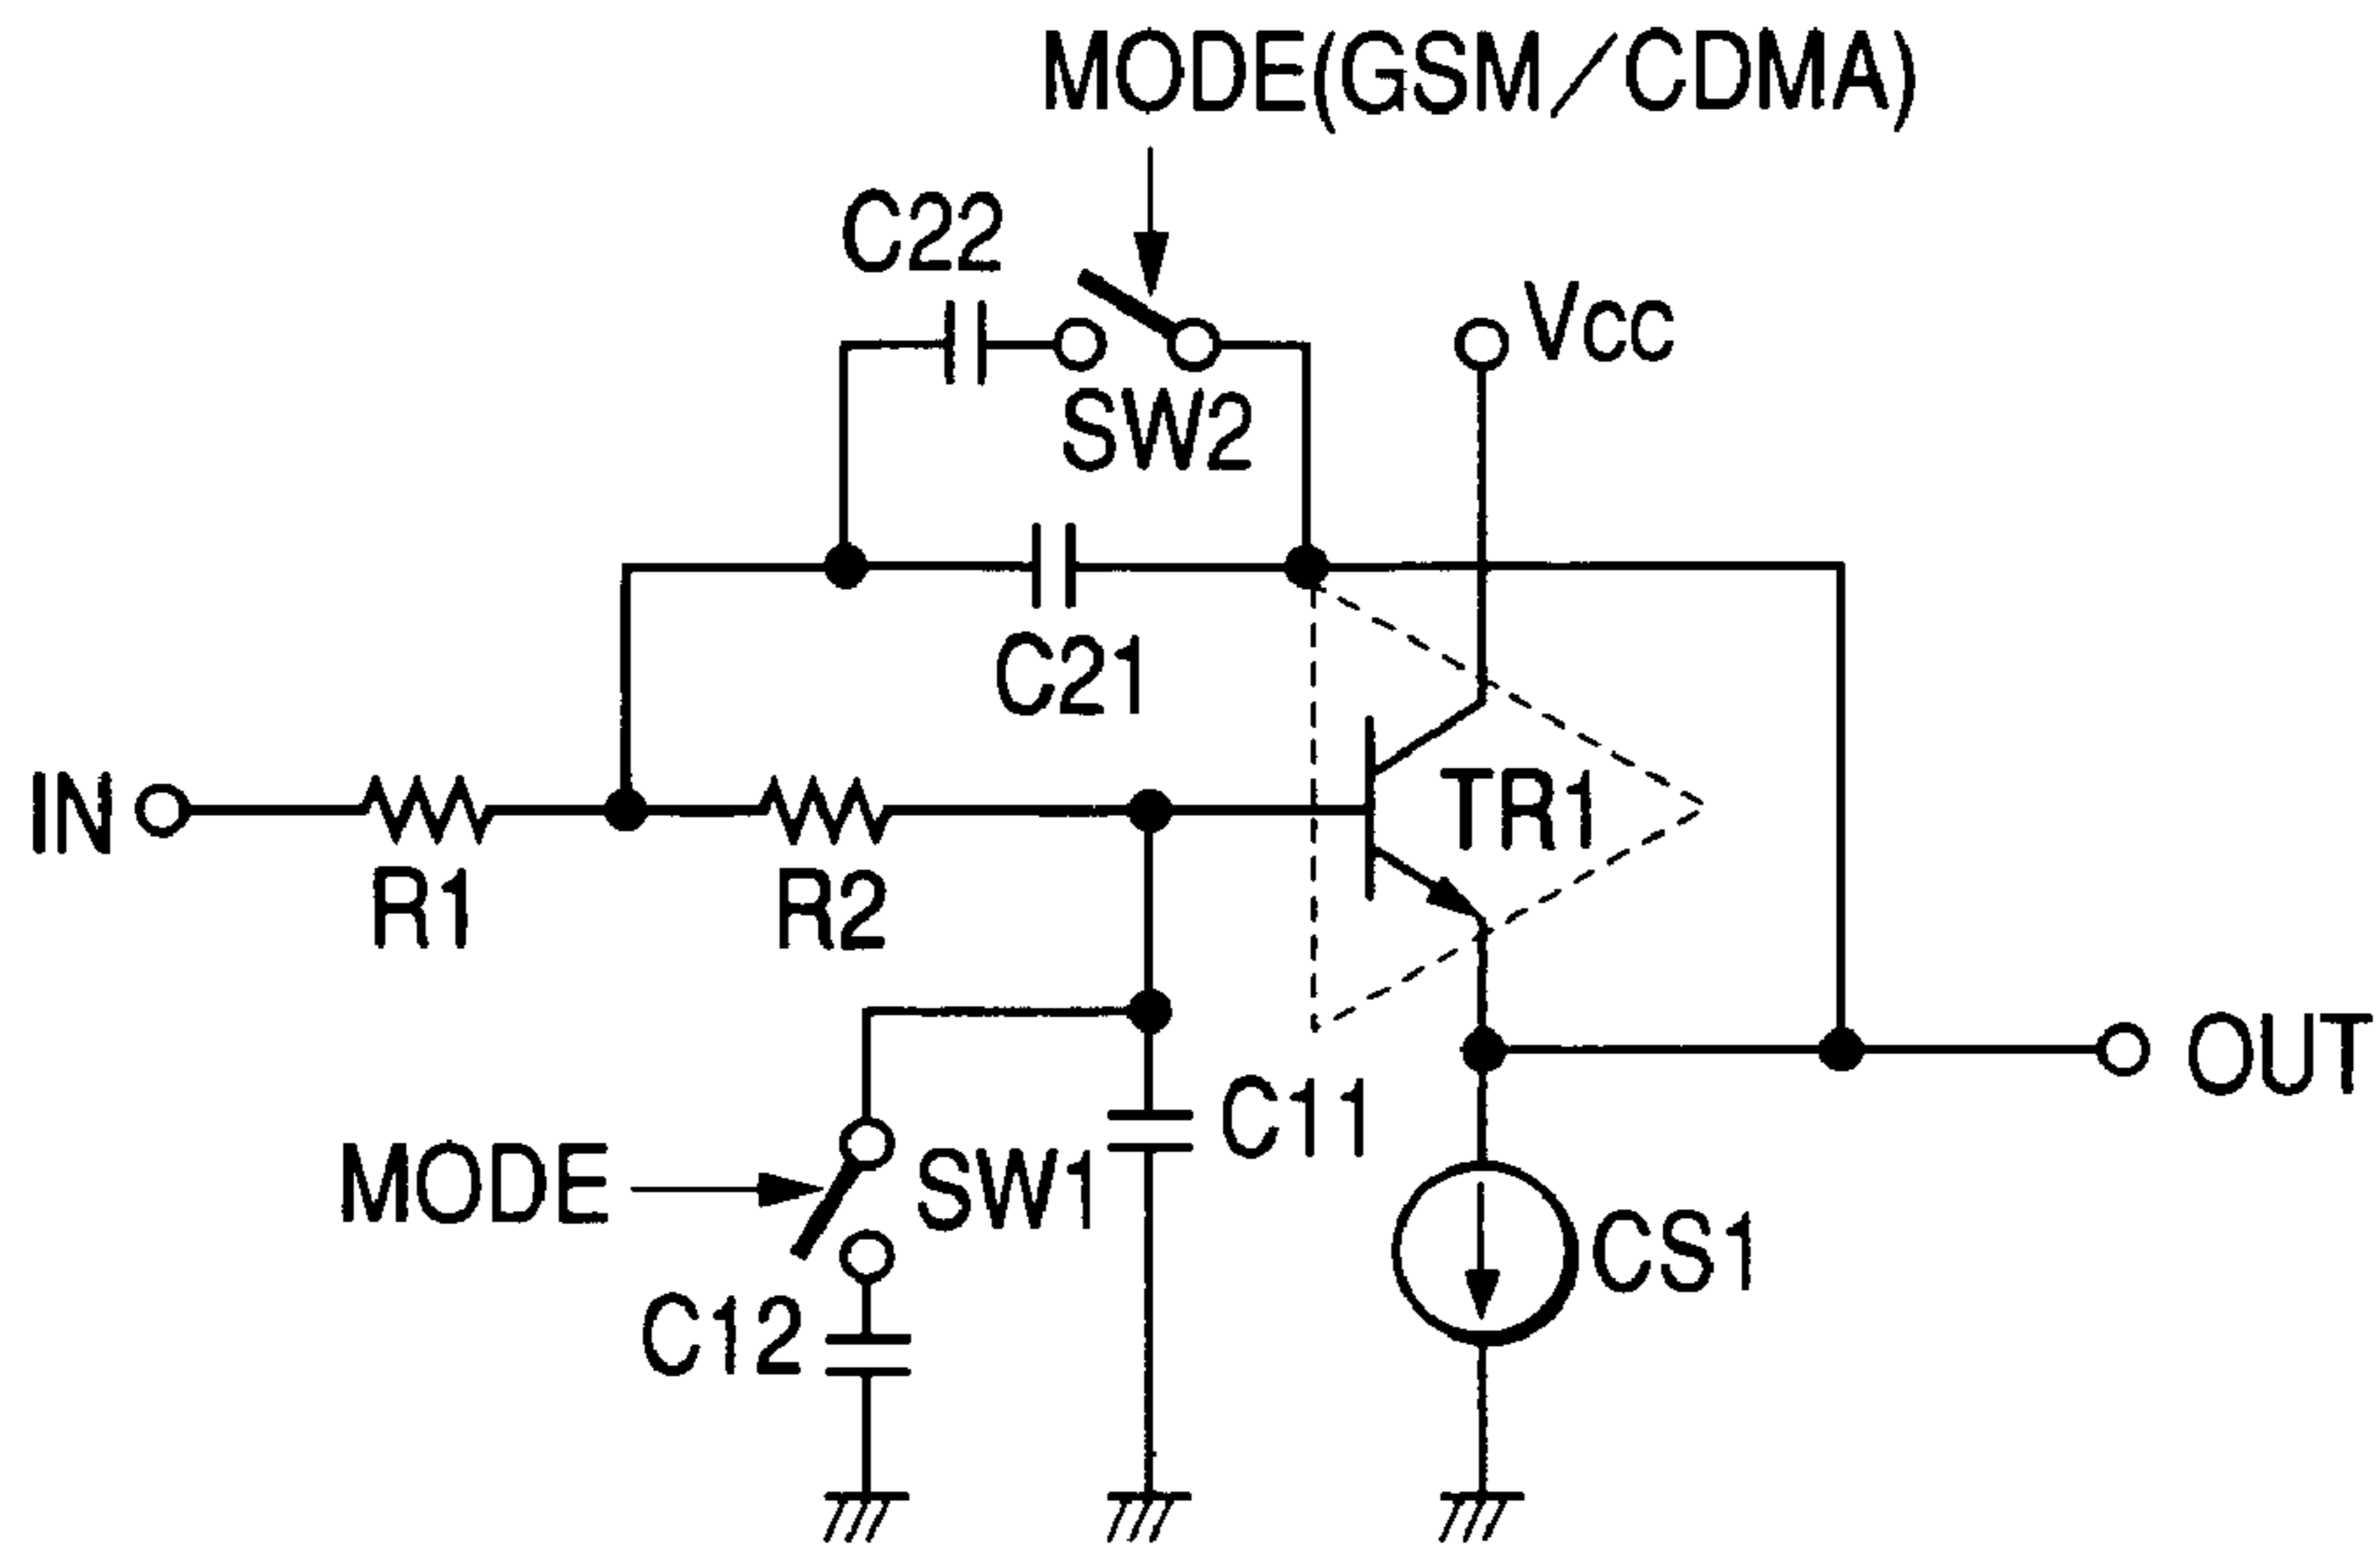 MODE(GSM/CDMA)
C22
SW2
Vcc
C21
IN
R1
R2
TR1
MODE
SW1
C11
OUT
C12
CS1